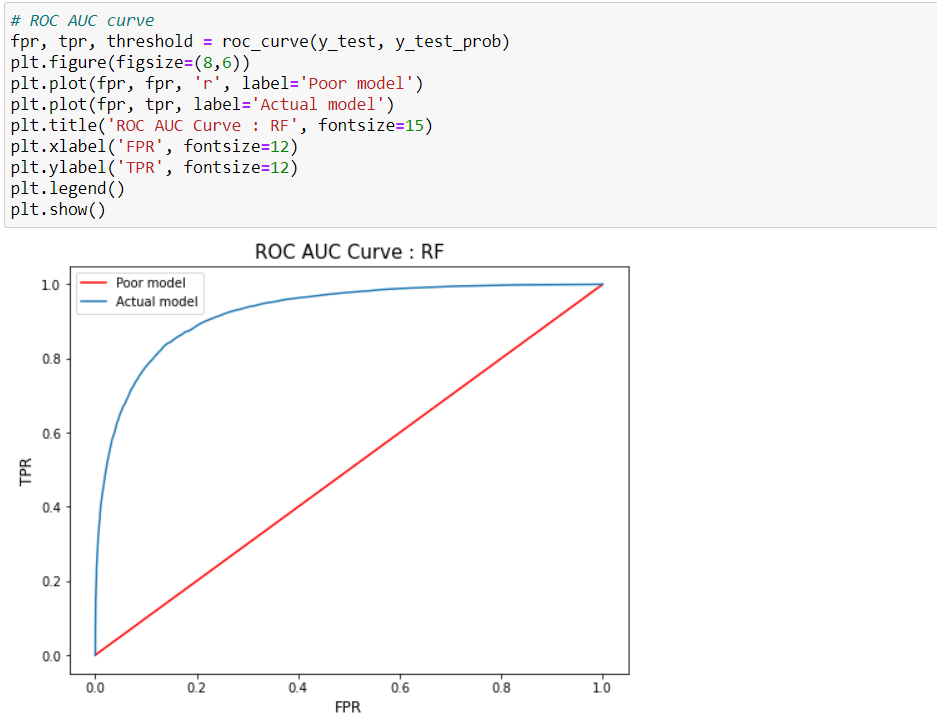 # ROC AUC curve
fpr, tpr, threshold = roc_curve(y_test, y_test_prob)
plt.figure(figsize=(8,6))
plt.plot(fpr, fpr, 'r', label='Poor model')
plt.plot(fpr, tpr, label='Actual model')
plt.title('ROC AUC Curve : RF', fontsize=15)
plt.xlabel('FPR', fontsize=12)
plt.ylabel('TPR', fontsize=12)
plt.legend()
plt.show()
ROC AUC Curve : RF
Poor model
Actual model
1.0
0.8
0.6
0.4
0.2
0.0
TPR
0.0 0.2 0.4 0.6 0.8 1.0
FPR